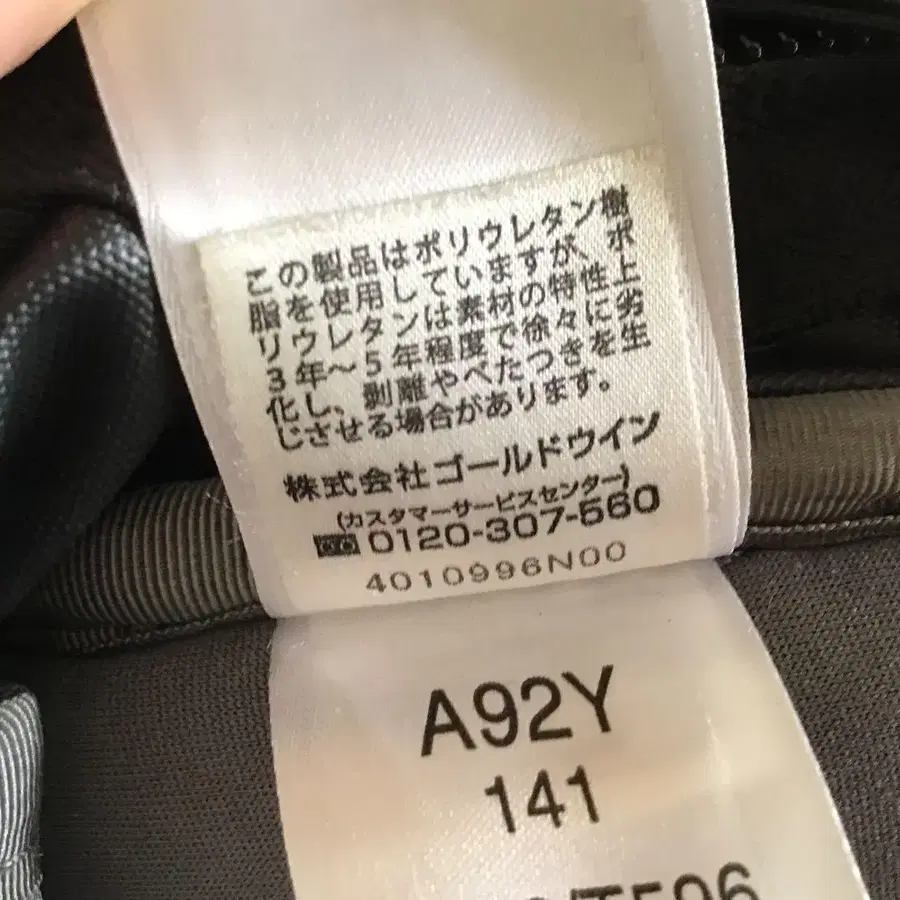 この製品はポリウレタン樹
脂を使用していますが、ポ
リウレタンは素材の特性上
3年～5年程度で徐々に劣
化し、剥離やべたつきを生
じさせる場合があります。
株式会社ゴールドウイン
(カスタマーサービスセンター)
0120-307-560
4010996N00
A92Y
141
/T596